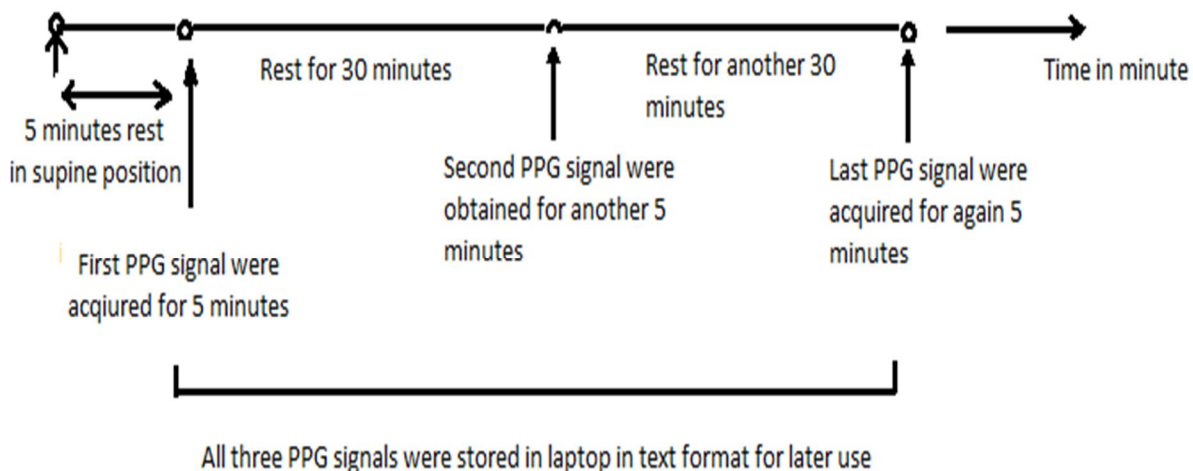 Rest for 30 minutes
Rest for another 30
minutes
Time in minute
5 minutes rest
in supine position
Second PPG signal were
obtained for another 5
minutes
Last PPG signal were
acquired for again 5
minutes
i
First PPG signal were
acqiured for 5 minutes
All three PPG signals were stored in laptop in text format for later use